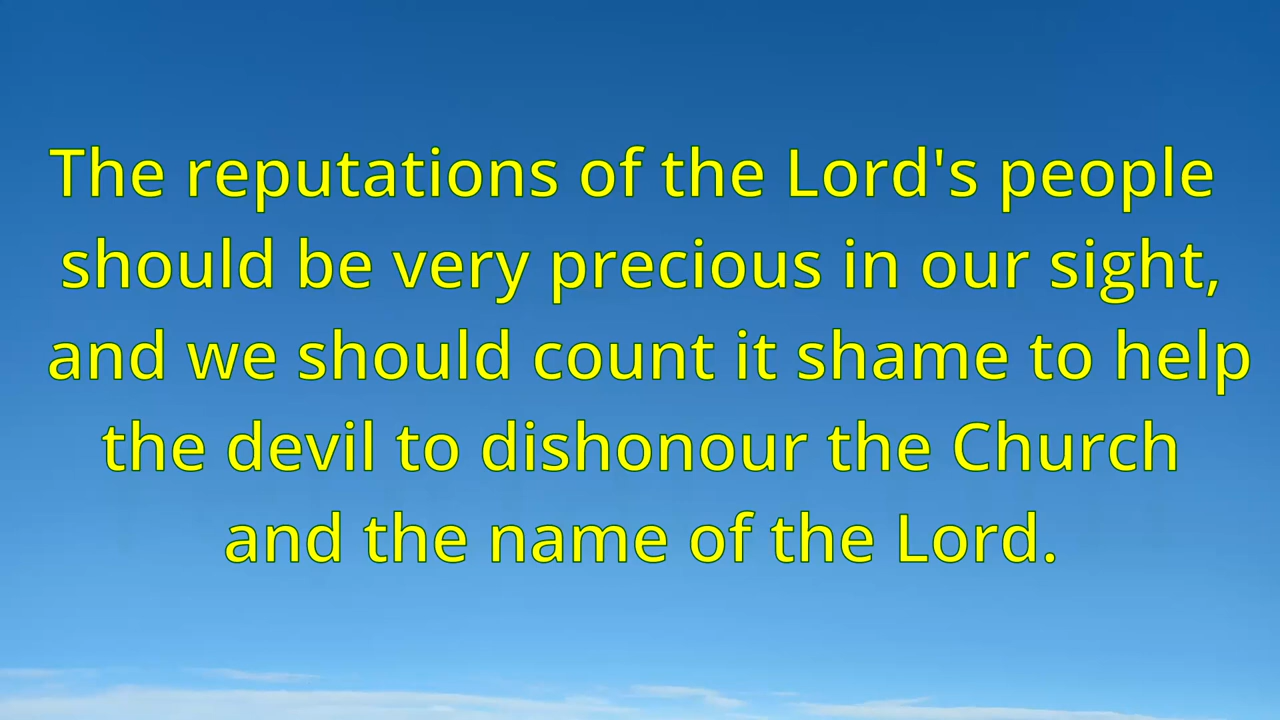 The reputations of the Lord's people
should be very precious in our sight,
and we should count it shame to help
the devil to dishonour the Church
and the name of the Lord.